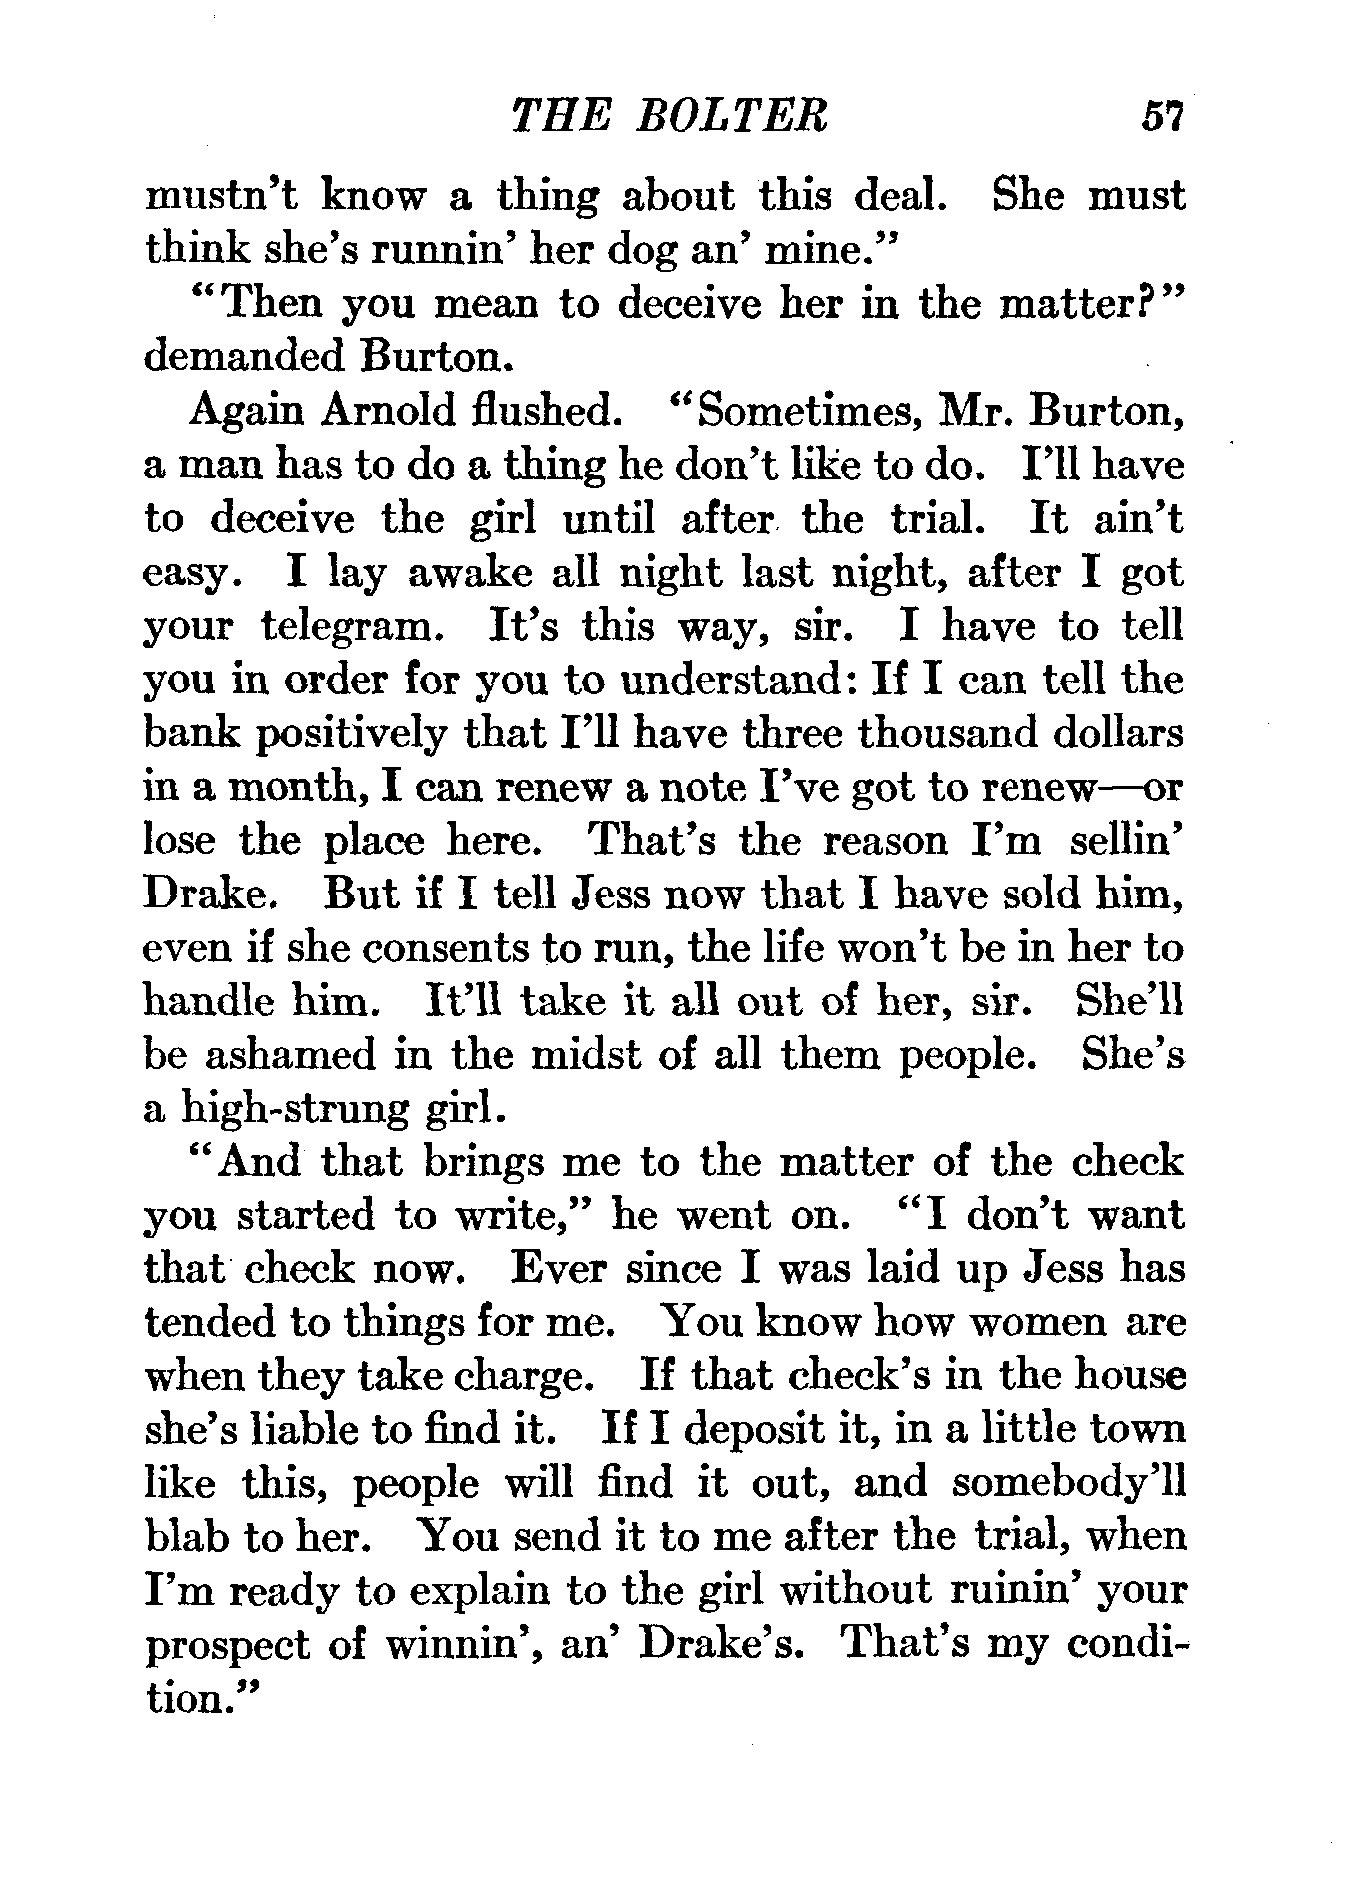 THE BOLTER 57
mustn't know a thing about this deal. She must
think she's runnin' her dog an' mine."
"Then you mean to deceive her in the matter?"
demanded Burton.
Again Arnold flushed. "Sometimes, Mr. Burton,
a man has to do a thing he don't like to do. I'll have
to deceive the girl until after the trial. It ain't
easy. I lay awake all night last night, after I got
your telegram. It's this way, sir. I have to tell
you in order for you to understand: If I can tell the
bank positively that I'll have three thousand dollars
in a month, I can renew a note I've got to renew—or
lose the place here. That's the reason I'm sellin'
Drake. But if I tell Jess now that I have sold him,
even if she consents to run, the life won't be in her to
handle him. It'll take it all out of her, sir. She'll
be ashamed in the midst of all them people. She's
a high-strung girl.
"And that brings me to the matter of the check
you started to write," he went on. "I don't want
that check now. Ever since I was laid up Jess has
tended to things for me. You know how women are
when they take charge. If that check's in the house
she's liable to find it. If I deposit it, in a little town
like this, people will find it out, and somebody'll
blab to her. You send it to me after the trial, when
I'm ready to explain to the girl without ruinin' your
prospect of winnin', an' Drake's. That's my condi-
tion."